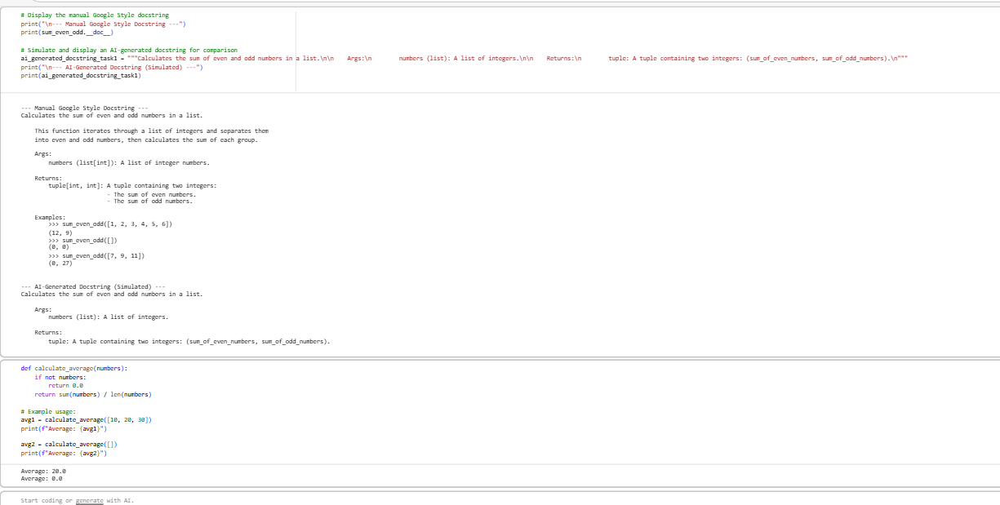 # Display the manual Google Style docstring
print("\n--- Manual Google Style Docstring ---")
print(sum_even_odd.__doc__)

# Simulate and display an AI-generated docstring for comparison
ai_generated_docstring_task1 = """Calculates the sum of even and odd numbers in a list.\n\n    Args:\n        numbers (list): A list of integers.\n\n    Returns:\n        tuple: A tuple containing two integers: (sum_of_even_numbers, sum_of_odd_numbers).\n"""
print("\n--- AI-Generated Docstring (Simulated) ---")
print(ai_generated_docstring_task1)

--- Manual Google Style Docstring ---
Calculates the sum of even and odd numbers in a list.

    This function iterates through a list of integers and separates them
    into even and odd numbers, then calculates the sum of each group.

    Args:
        numbers (list[int]): A list of integer numbers.

    Returns:
        tuple[int, int]: A tuple containing two integers:
                         - The sum of even numbers.
                         - The sum of odd numbers.

    Examples:
        >>> sum_even_odd([1, 2, 3, 4, 5, 6])
        (12, 9)
        >>> sum_even_odd([])
        (0, 0)
        >>> sum_even_odd([7, 9, 11])
        (0, 27)

--- AI-Generated Docstring (Simulated) ---
Calculates the sum of even and odd numbers in a list.

    Args:
        numbers (list): A list of integers.

    Returns:
        tuple: A tuple containing two integers: (sum_of_even_numbers, sum_of_odd_numbers).

def calculate_average(numbers):
    if not numbers:
        return 0.0
    return sum(numbers) / len(numbers)

# Example usage:
avg1 = calculate_average([10, 20, 30])
print(f"Average: {avg1}")

avg2 = calculate_average([])
print(f"Average: {avg2}")

Average: 20.0
Average: 0.0

Start coding or generate with AI.